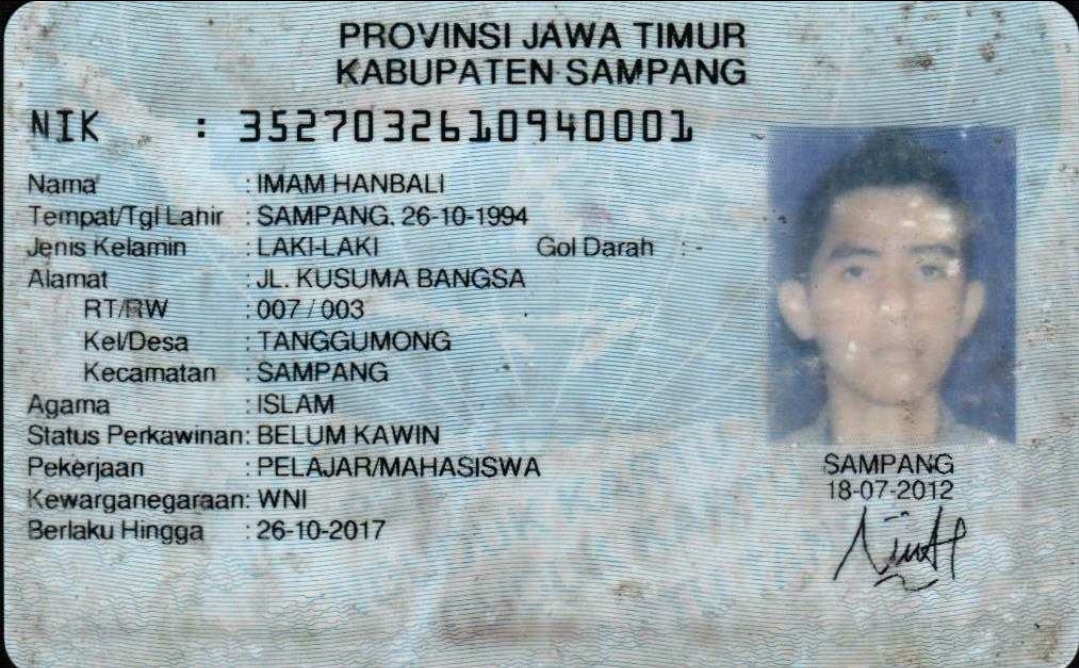 PROVINSI JAWA TIMUR
KABUPATEN SAMPANG
NIK : 3527032610940001
Nama : IMAM HANBALI
Tempat/Tgl Lahir : SAMPANG. 26-10-1994
Jenis Kelamin : LAKI-LAKI Gol Darah : -
Alamat : JL. KUSUMA BANGSA
RT/RW : 007 / 003
Kel/Desa : TANGGUMONG
Kecamatan : SAMPANG
Agama : ISLAM
Status Perkawinan: BELUM KAWIN
Pekerjaan : PELAJAR/MAHASISWA
Kewarganegaraan: WNI
Berlaku Hingga : 26-10-2017
SAMPANG
18-07-2012